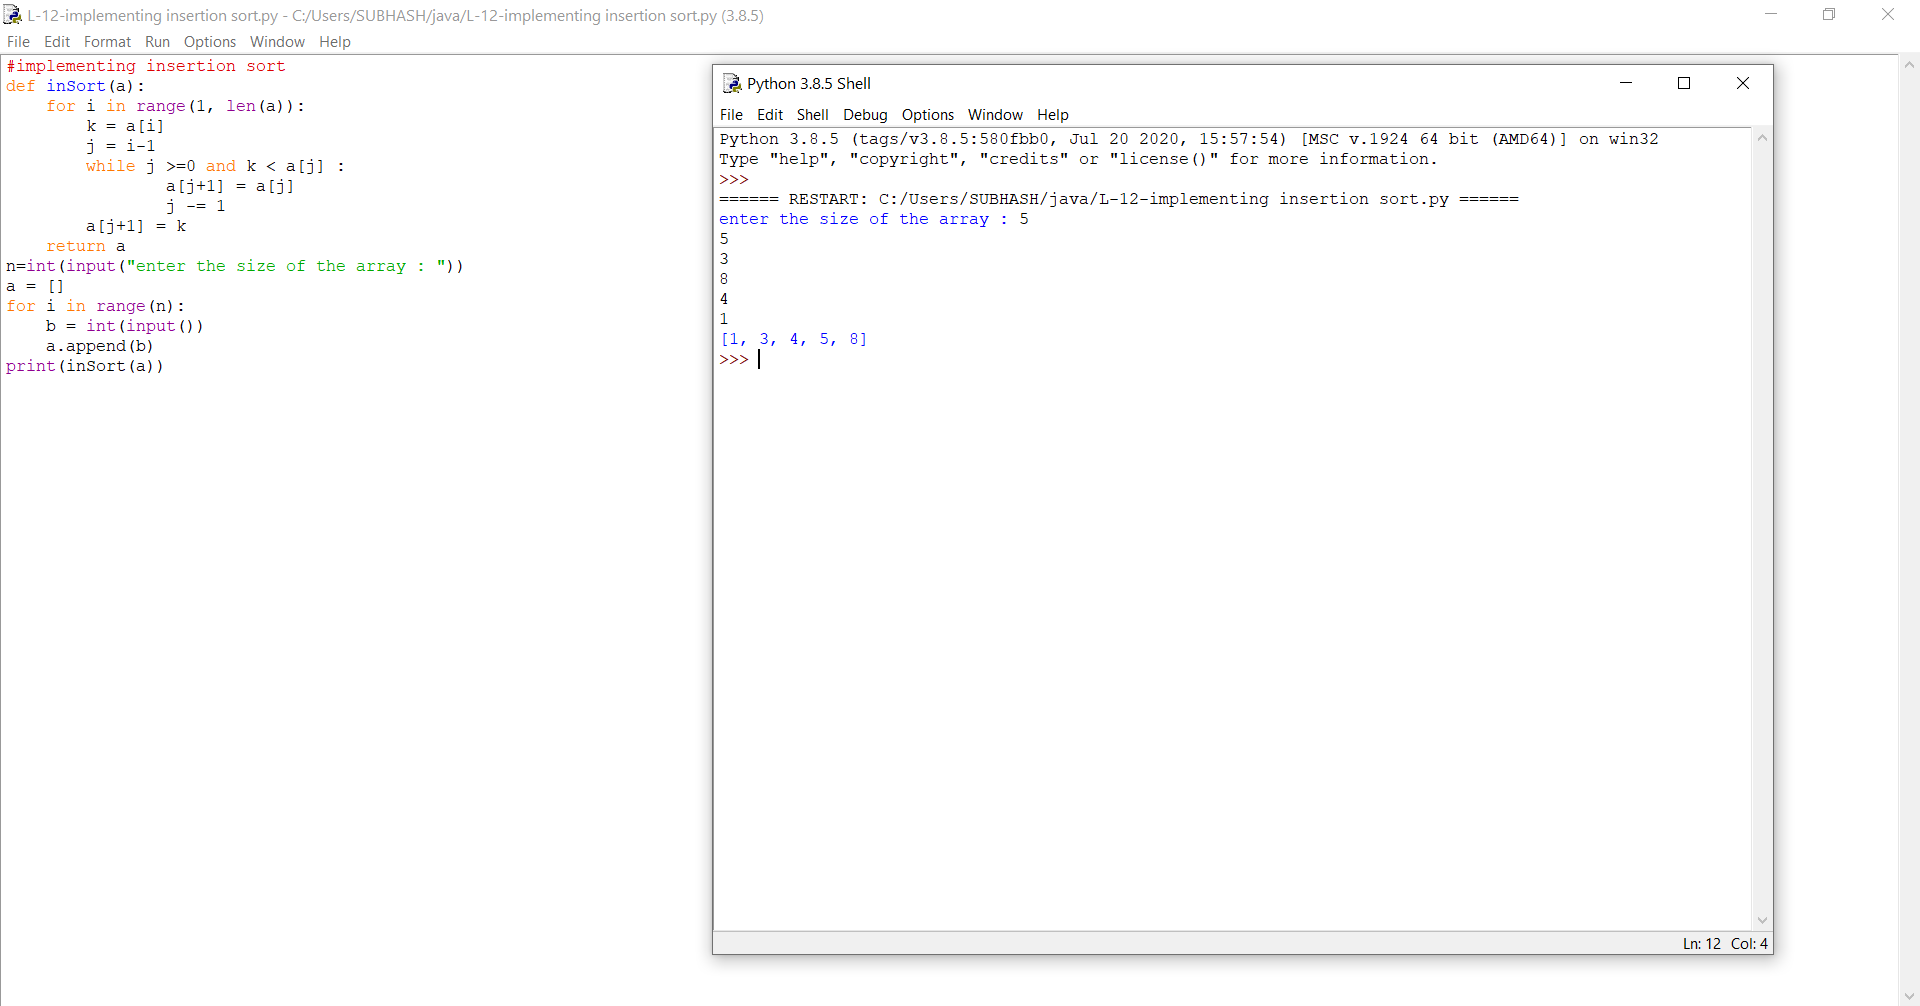 L-12-implementing insertion sort.py - C:/Users/SUBHASH/java/L-12-implementing insertion sort.py (3.8.5)
File Edit Format Run Options Window Help
#implementing insertion sort
def inSort(a):
    for i in range(1, len(a)):
        k = a[i]
        j = i-1
        while j >=0 and k < a[j] :
                a[j+1] = a[j]
                j -= 1
        a[j+1] = k
    return a
n=int(input("enter the size of the array : "))
a = []
for i in range(n):
    b = int(input())
    a.append(b)
print(inSort(a))
Python 3.8.5 Shell
File Edit Shell Debug Options Window Help
Python 3.8.5 (tags/v3.8.5:580fbb0, Jul 20 2020, 15:57:54) [MSC v.1924 64 bit (AMD64)] on win32
Type "help", "copyright", "credits" or "license()" for more information.
>>>
====== RESTART: C:/Users/SUBHASH/java/L-12-implementing insertion sort.py ======
enter the size of the array : 5
5
3
8
4
1
[1, 3, 4, 5, 8]
>>>
Ln: 12 Col: 4